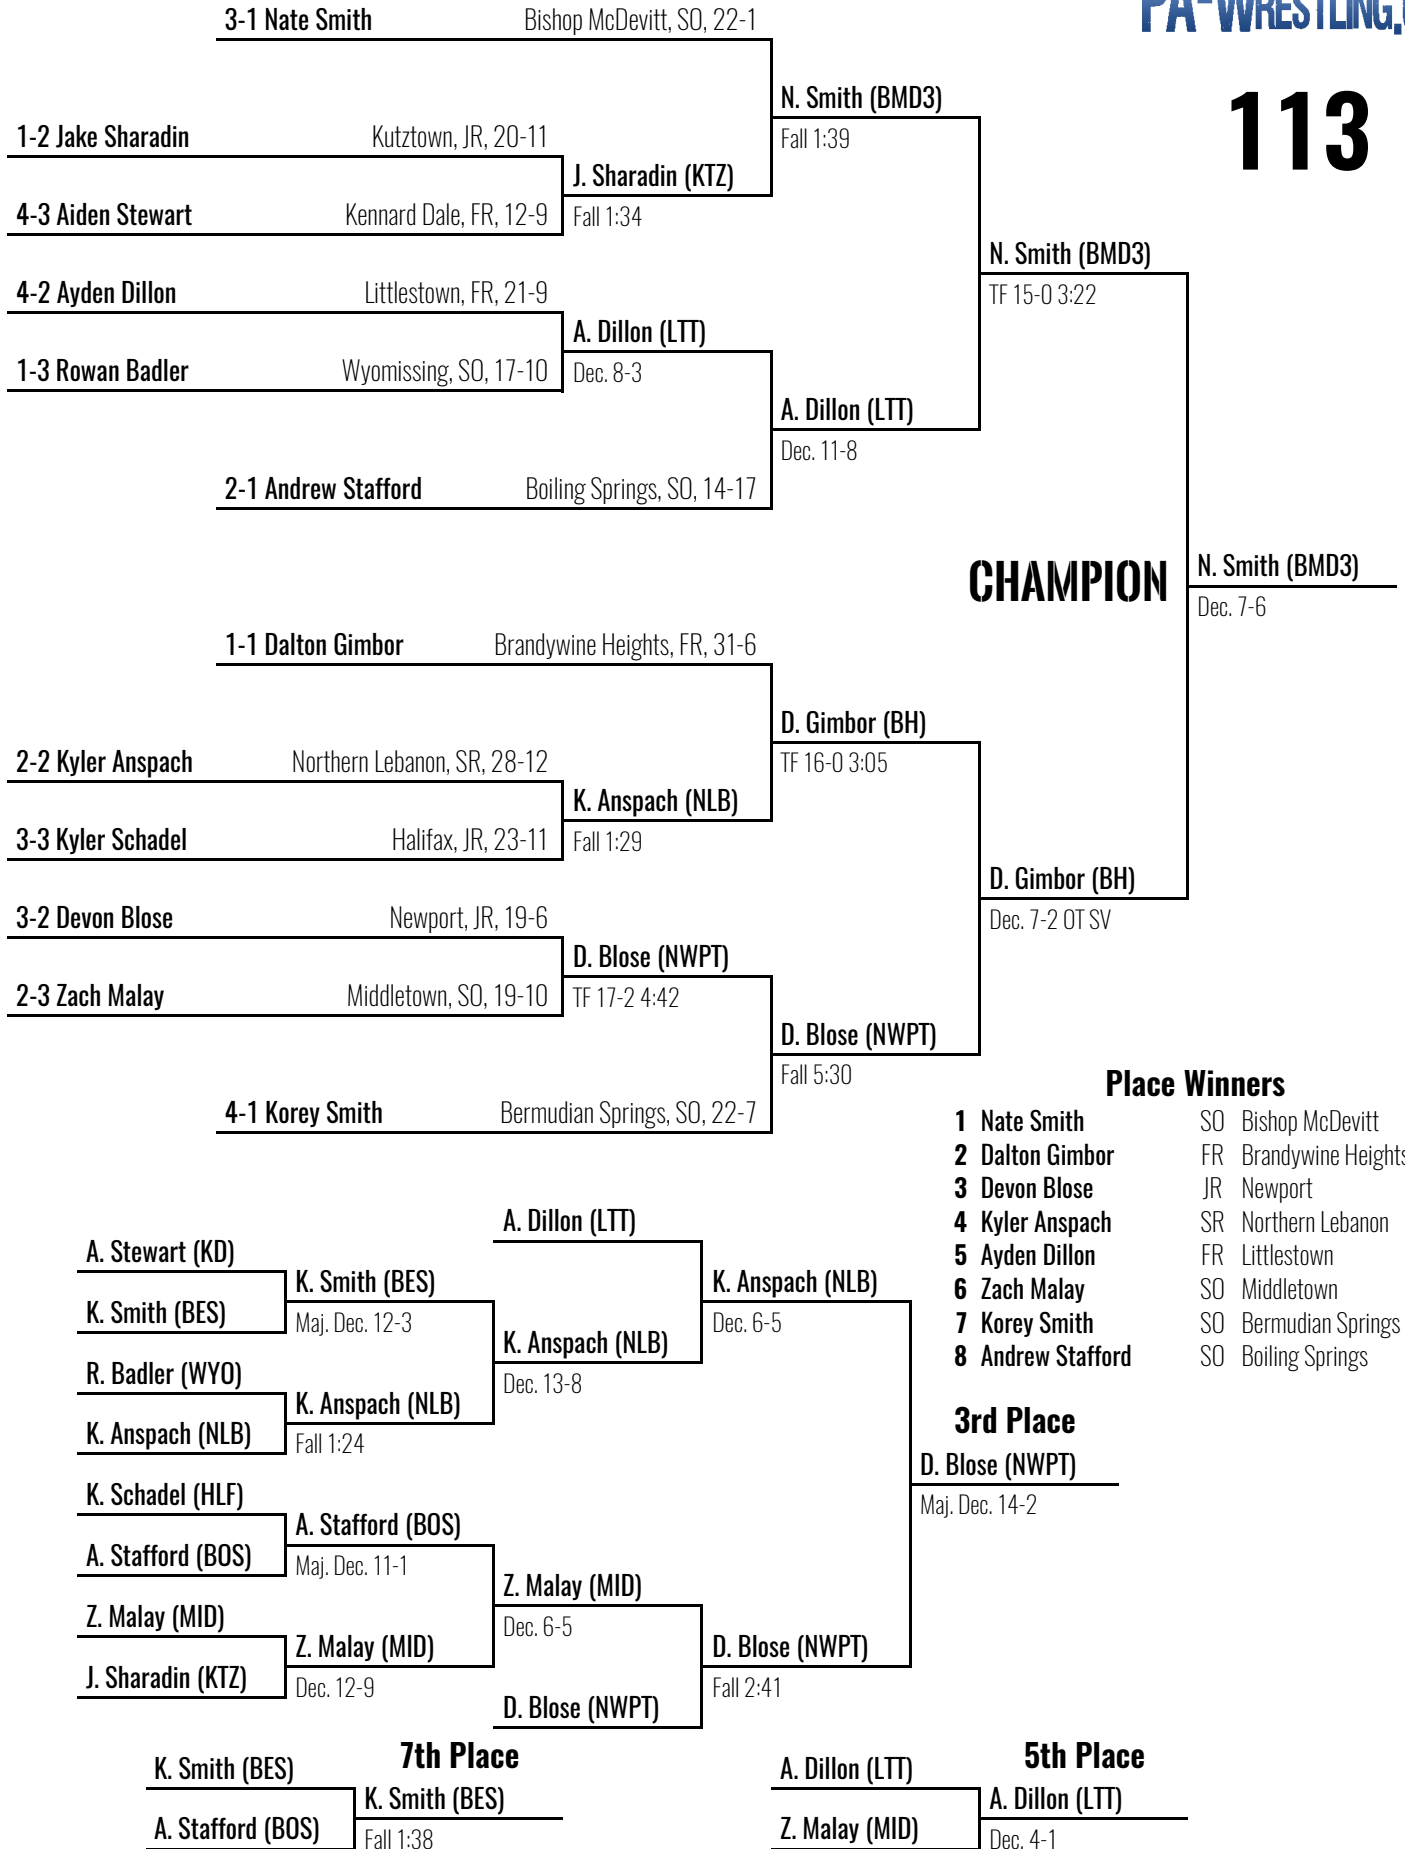 3-1 Nate Smith Bishop McDevitt, SO, 22-1
PA-WRESTLING
113
N. Smith (BMD3)
Fall 1:39
1-2 Jake Sharadin Kutztown, JR, 20-11
J. Sharadin (KTZ)
Fall 1:34
4-3 Aiden Stewart Kennard Dale, FR, 12-9
N. Smith (BMD3)
TF 15-0 3:22
4-2 Ayden Dillon Littlestown, FR, 21-9
A. Dillon (LTT)
Dec. 8-3
1-3 Rowan Badler Wyomissing, SO, 17-10
A. Dillon (LTT)
Dec. 11-8
2-1 Andrew Stafford Boiling Springs, SO, 14-17
CHAMPION
N. Smith (BMD3)
Dec. 7-6
1-1 Dalton Gimbor Brandywine Heights, FR, 31-6
D. Gimbor (BH)
TF 16-0 3:05
2-2 Kyler Anspach Northern Lebanon, SR, 28-12
K. Anspach (NLB)
Fall 1:29
3-3 Kyler Schadel Halifax, JR, 23-11
D. Gimbor (BH)
Dec. 7-2 OT SV
3-2 Devon Blose Newport, JR, 19-6
D. Blose (NWPT)
TF 17-2 4:42
2-3 Zach Malay Middletown, SO, 19-10
D. Blose (NWPT)
Fall 5:30
4-1 Korey Smith Bermudian Springs, SO, 22-7
Place Winners
1 Nate Smith SO Bishop McDevitt
2 Dalton Gimbor FR Brandywine Heights
3 Devon Blose JR Newport
4 Kyler Anspach SR Northern Lebanon
5 Ayden Dillon FR Littlestown
6 Zach Malay SO Middletown
7 Korey Smith SO Bermudian Springs
8 Andrew Stafford SO Boiling Springs
A. Dillon (LTT)
A. Stewart (KD)
K. Smith (BES)
K. Smith (BES)
Maj. Dec. 12-3
K. Anspach (NLB)
Dec. 6-5
K. Anspach (NLB)
Dec. 13-8
R. Badler (WYO)
K. Anspach (NLB)
K. Anspach (NLB)
Fall 1:24
3rd Place
D. Blose (NWPT)
Maj. Dec. 14-2
K. Schadel (HLF)
A. Stafford (BOS)
A. Stafford (BOS)
Maj. Dec. 11-1
Z. Malay (MID)
Dec. 6-5
Z. Malay (MID)
Z. Malay (MID)
Dec. 12-9
J. Sharadin (KTZ)
D. Blose (NWPT)
Fall 2:41
D. Blose (NWPT)
7th Place
K. Smith (BES)
K. Smith (BES)
A. Stafford (BOS)
Fall 1:38
5th Place
A. Dillon (LTT)
A. Dillon (LTT)
Z. Malay (MID)
Dec. 4-1